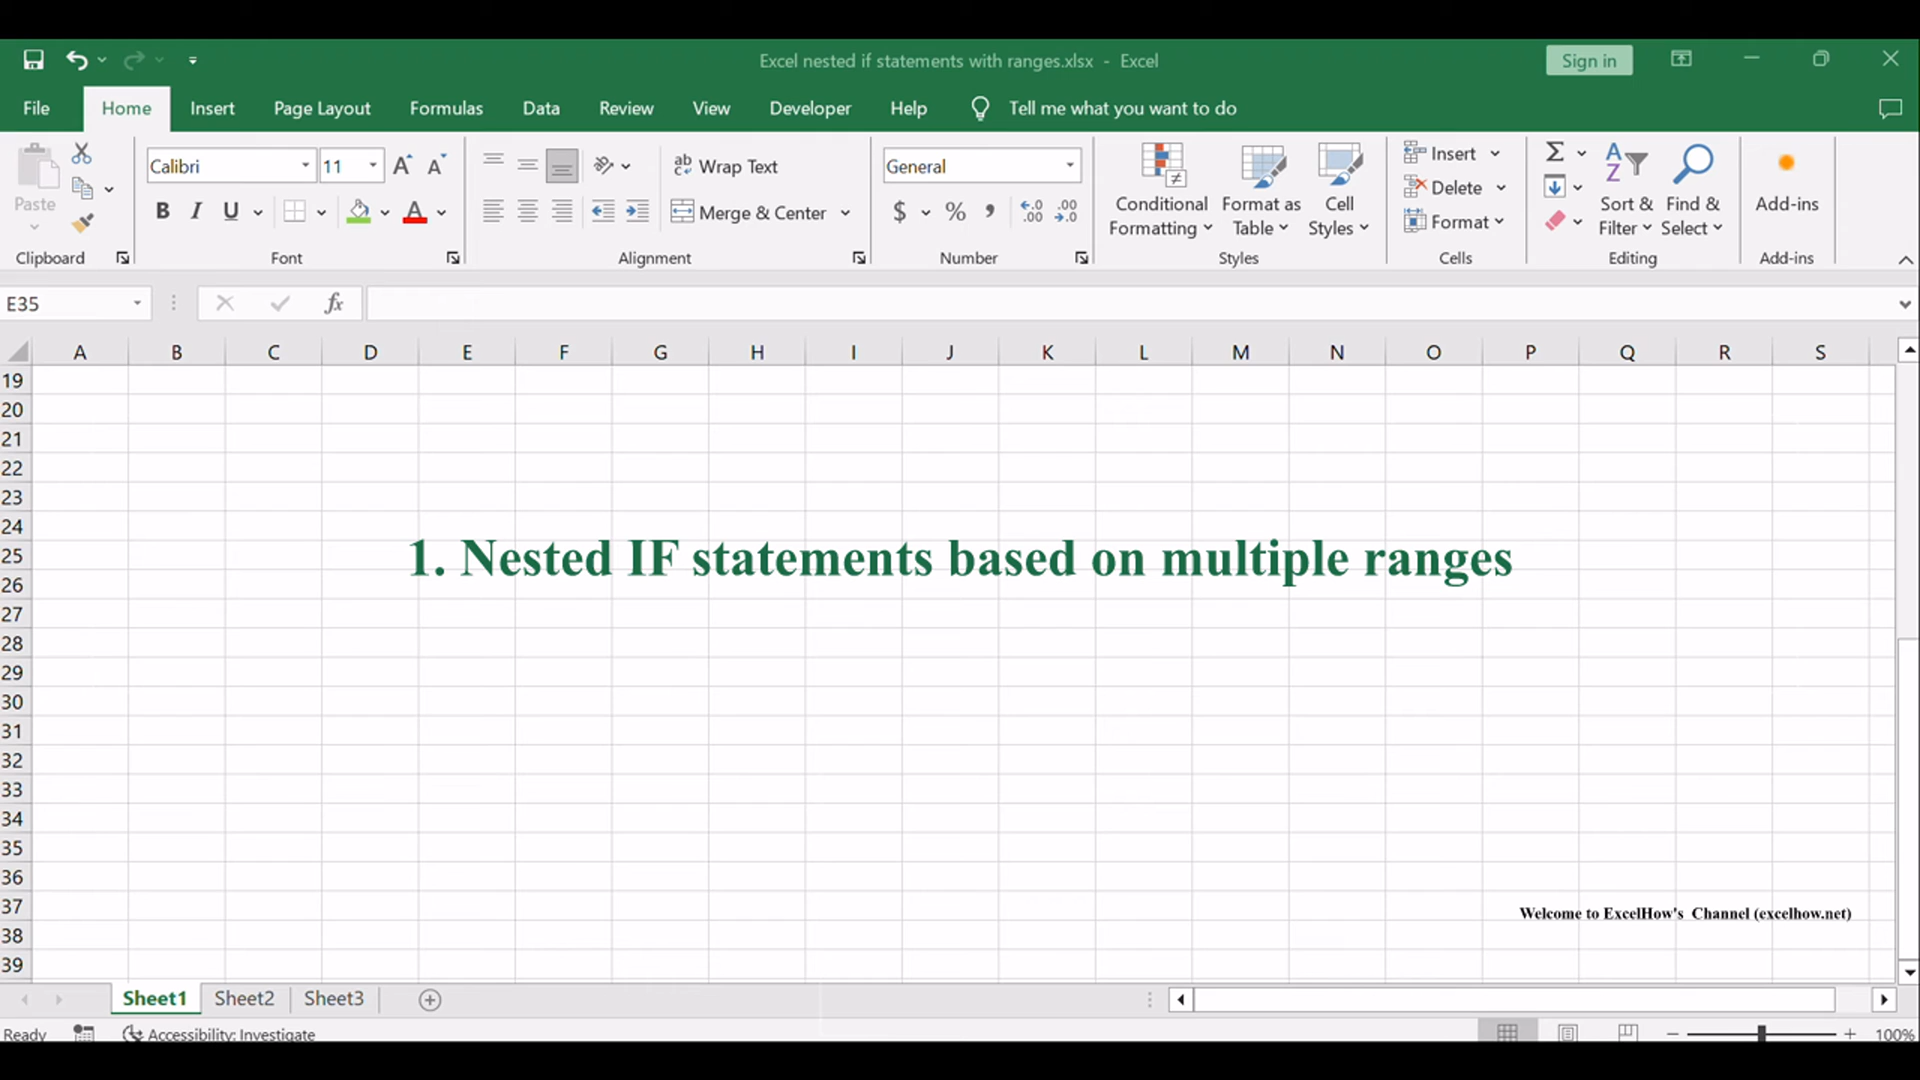 Excel nested if statements with ranges.xlsx - Excel
Sign in
File Home Insert Page Layout Formulas Data Review View Developer Help Tell me what you want to do
Paste
Clipboard
Calibri 11
B I U
Font
Wrap Text
Merge & Center
Alignment
General
$ % ,
Number
Conditional Formatting
Format as Table
Cell Styles
Styles
Insert
Delete
Format
Cells
Sort & Filter
Find & Select
Editing
Add-ins
Add-ins
E35
fx
A B C D E F G H I J K L M N O P Q R S
19
20
21
22
23
24
25
26
27
28
29
30
31
32
33
34
35
36
37
38
39
1. Nested IF statements based on multiple ranges
Welcome to ExcelHow's Channel (excelhow.net)
Sheet1 Sheet2 Sheet3
Ready Accessibility: Investigate 100%